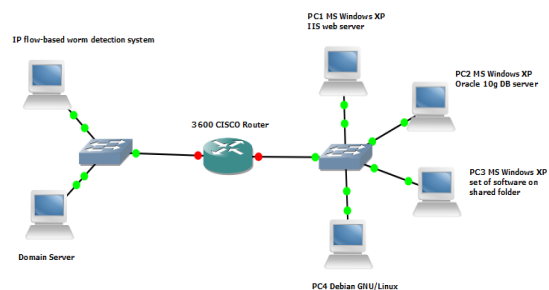 PC1 MS Windows XP
IIS web server
IP flow-based worm detection system
PC2 MS Windows XP
Oracle 10g DB server
3600 CISCO Router
PC3 MS Windows XP
set of software on
shared folder
Domain Server
PC4 Debian GNU/Linux